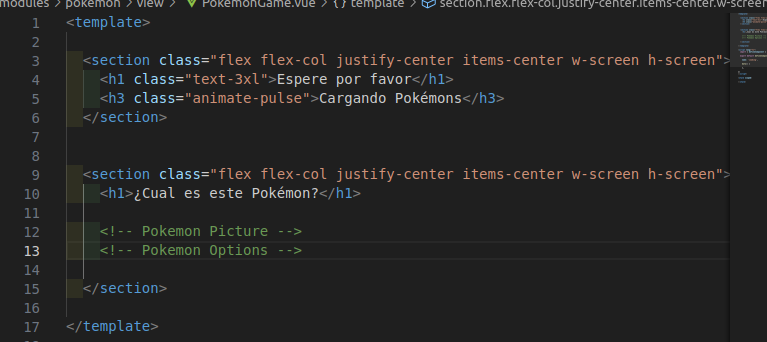 modules > pokemon > view > PokemonGame.vue > {} template > section.flex.flex-col.justify-center.items-center.w-screen
1 <template>
2
3 <section class="flex flex-col justify-center items-center w-screen h-screen">
4 <h1 class="text-3xl">Espere por favor</h1>
5 <h3 class="animate-pulse">Cargando Pokémons</h3>
6 </section>
7
8
9 <section class="flex flex-col justify-center items-center w-screen h-screen">
10 <h1>¿Cual es este Pokémon?</h1>
11
12 <!-- Pokemon Picture -->
13 <!-- Pokemon Options -->
14
15 </section>
16
17 </template>